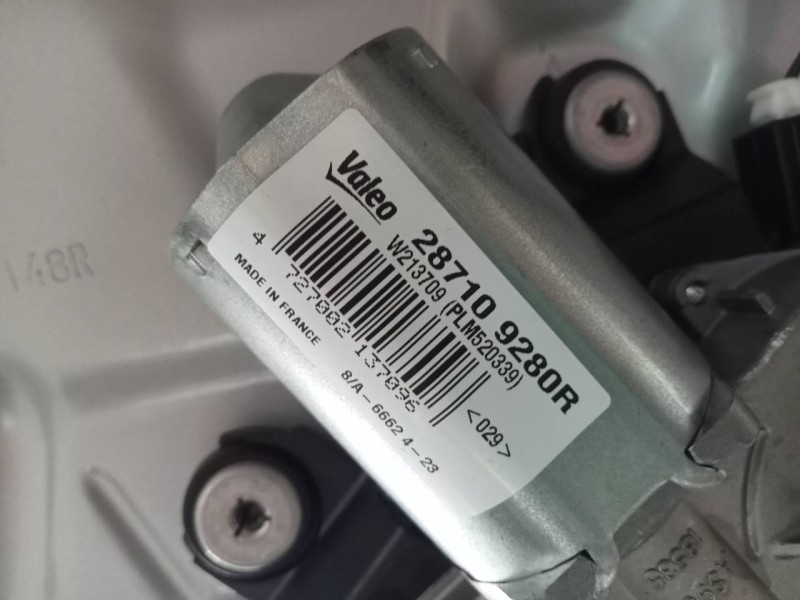 Valeo
28710 9280R
W213709 (PLM520339)
4 727002 137096
<029>
MADE IN FRANCE
8/A-6662 4-23
148R